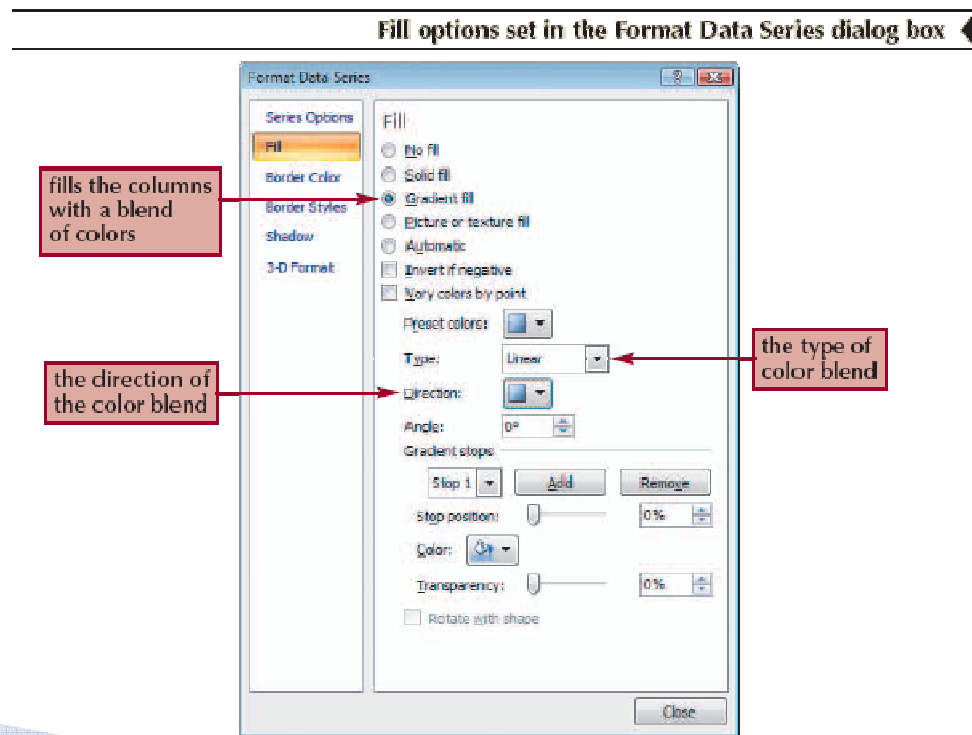 Fill options set in the Format Data Series dialog box
Format Data Series
Series Options
Fill
Border Color
Border Styles
Shadow
3-D Format
Fill
No fill
Solid fill
Gradient fill
Picture or texture fill
Automatic
Invert if negative
Vary colors by point
Preset colors:
Type: Linear
Direction:
Angle: 0°
Gradient stops
Stop 1 Add Remove
Stop position: 0%
Color:
Transparency: 0%
Rotate with shape
Close
fills the columns
with a blend
of colors
the direction of
the color blend
the type of
color blend